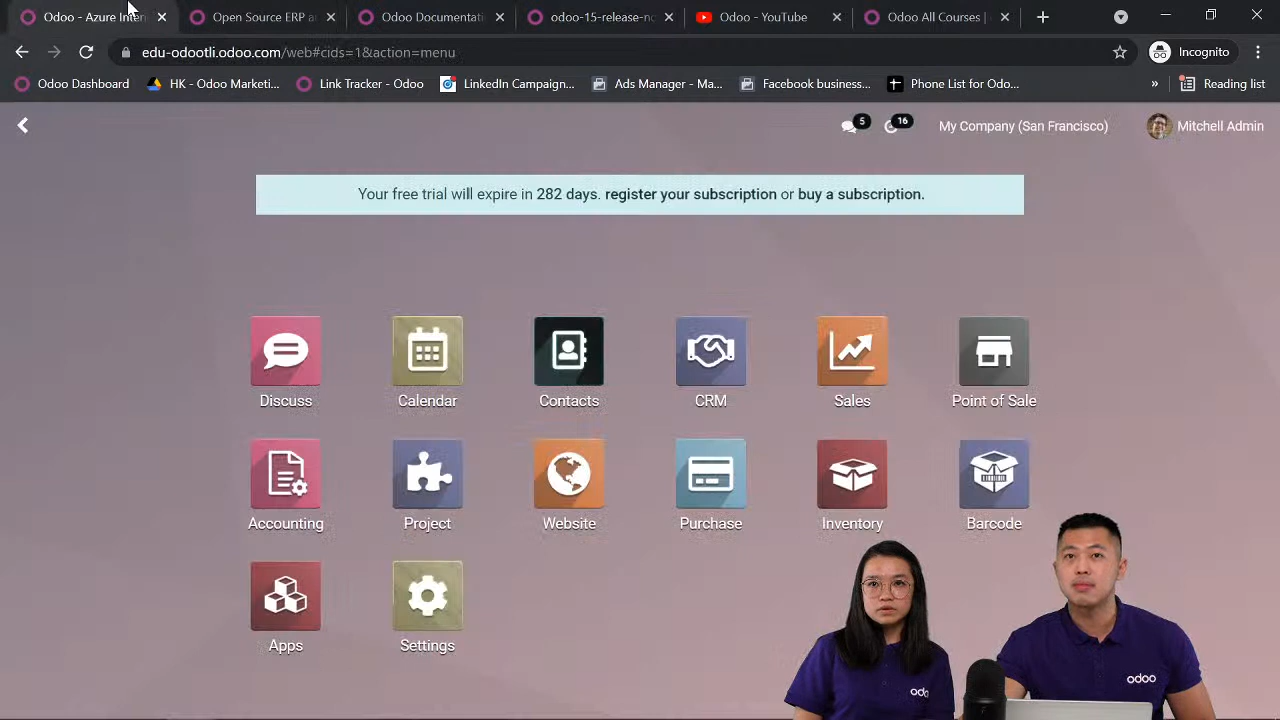 Odoo - Azure Inter
Open Source ERP a
Odoo Documentati
odoo-15-release-no
Odoo - YouTube
Odoo All Courses |
edu-odootli.odoo.com/web#cids=1&action=menu
Incognito
Odoo Dashboard
HK - Odoo Marketi...
Link Tracker - Odoo
LinkedIn Campaign...
Ads Manager - Ma...
Facebook business...
Phone List for Odo...
»
Reading list
5
16
My Company (San Francisco)
Mitchell Admin
Your free trial will expire in 282 days. register your subscription or buy a subscription.
Discuss
Calendar
Contacts
CRM
Sales
Point of Sale
Accounting
Project
Website
Purchase
Inventory
Barcode
Apps
Settings
odoo